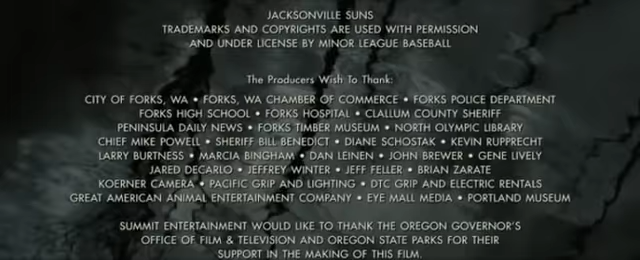 JACKSONVILLE SUNS
TRADEMARKS AND COPYRIGHTS ARE USED WITH PERMISSION
AND UNDER LICENSE BY MINOR LEAGUE BASEBALL
The Producers Wish To Thank:
CITY OF FORKS, WA • FORKS, WA CHAMBER OF COMMERCE • FORKS POLICE DEPARTMENT
FORKS HIGH SCHOOL • FORKS HOSPITAL • CLALLUM COUNTY SHERIFF
PENINSULA DAILY NEWS • FORKS TIMBER MUSEUM • NORTH OLYMPIC LIBRARY
CHIEF MIKE POWELL • SHERIFF BILL BENEDICT • DIANE SCHOSTAK • KEVIN RUPPRECHT
LARRY BURTNESS • MARCIA BINGHAM • DAN LEINEN • JOHN BREWER • GENE LIVELY
JARED DECARLO • JEFFREY WINTER • JEFF FELLER • BRIAN ZARATE
KOERNER CAMERA • PACIFIC GRIP AND LIGHTING • DTC GRIP AND ELECTRIC RENTALS
GREAT AMERICAN ANIMAL ENTERTAINMENT COMPANY • EYE MALL MEDIA • PORTLAND MUSEUM
SUMMIT ENTERTAINMENT WOULD LIKE TO THANK THE OREGON GOVERNOR'S
OFFICE OF FILM & TELEVISION AND OREGON STATE PARKS FOR THEIR
SUPPORT IN THE MAKING OF THIS FILM.